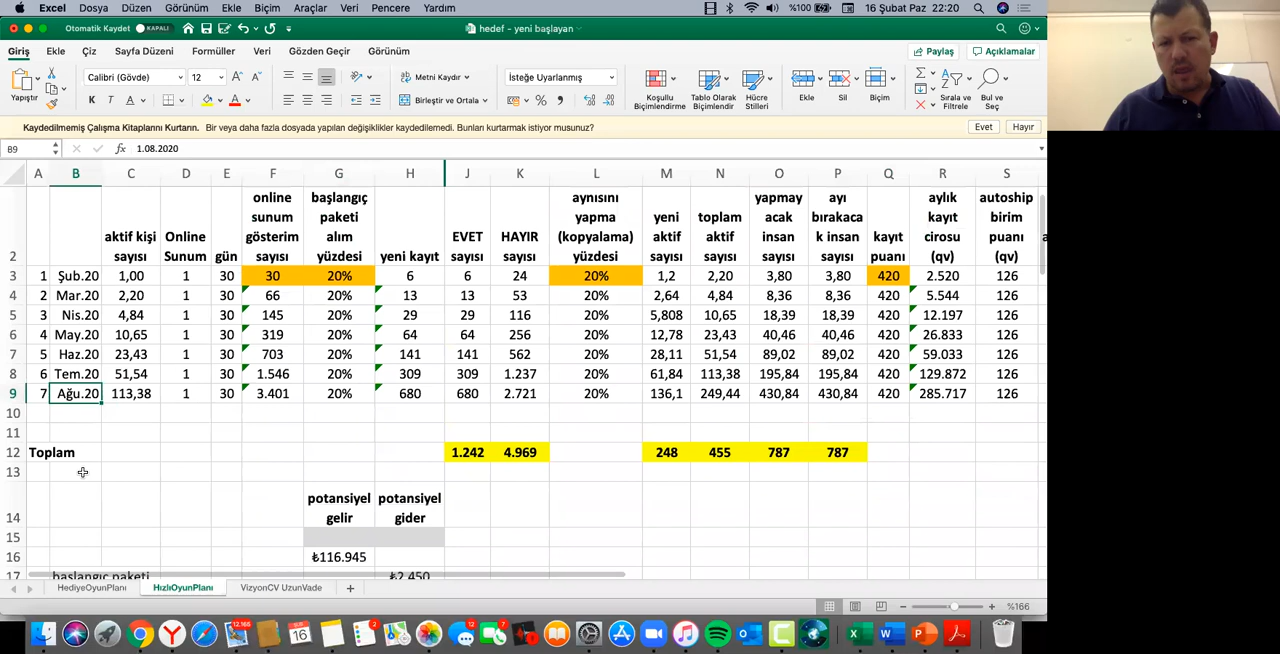 Excel Dosya Düzen Görünüm Ekle Biçim Araçlar Veri Pencere Yardım %100 16 Şubat Paz 22:20
Otomatik Kaydet KAPALI hedef - yeni başlayan
Giriş Ekle Çiz Sayfa Düzeni Formüller Veri Gözden Geçir Görünüm Paylaş Açıklamalar
Yapıştır Calibri (Gövde) 12 Metni Kaydır İsteğe Uyarlanmış
K T A Birleştir ve Ortala % Koşullu Biçimlendirme Tablo Olarak Biçimlendir Hücre Stilleri Ekle Sil Biçim Sırala ve Filtrele Bul ve Seç
Kaydedilmemiş Çalışma Kitaplarını Kurtarın. Bir veya daha fazla dosyada yapılan değişiklikler kaydedilemedi. Bunları kurtarmak istiyor musunuz? Evet Hayır
B9 fx 1.08.2020
A B C D E F G H J K L M N O P Q R S
2 aktif kişi sayısı Online Sunum gün online sunum gösterim sayısı başlangıç paketi alım yüzdesi yeni kayıt EVET sayısı HAYIR sayısı aynısını yapma (kopyalama) yüzdesi yeni aktif sayısı toplam aktif sayısı yapmay acak insan sayısı ayı bırakaca k insan sayısı kayıt puanı aylık kayıt cirosu (qv) autoship birim puanı (qv)
3 1 Şub.20 1,00 1 30 30 20% 6 6 24 20% 1,2 2,20 3,80 3,80 420 2.520 126
4 2 Mar.20 2,20 1 30 66 20% 13 13 53 20% 2,64 4,84 8,36 8,36 420 5.544 126
5 3 Nis.20 4,84 1 30 145 20% 29 29 116 20% 5,808 10,65 18,39 18,39 420 12.197 126
6 4 May.20 10,65 1 30 319 20% 64 64 256 20% 12,78 23,43 40,46 40,46 420 26.833 126
7 5 Haz.20 23,43 1 30 703 20% 141 141 562 20% 28,11 51,54 89,02 89,02 420 59.033 126
8 6 Tem.20 51,54 1 30 1.546 20% 309 309 1.237 20% 61,84 113,38 195,84 195,84 420 129.872 126
9 7 Ağu.20 113,38 1 30 3.401 20% 680 680 2.721 20% 136,1 249,44 430,84 430,84 420 285.717 126
10
11
12 Toplam 1.242 4.969 248 455 787 787
13
14 potansiyel gelir potansiyel gider
15
16 ₺116.945
17 başlangıç paketi ₺2.450
HediyeOyunPlanı HızlıOyunPlanı VizyonCV UzunVade + %166